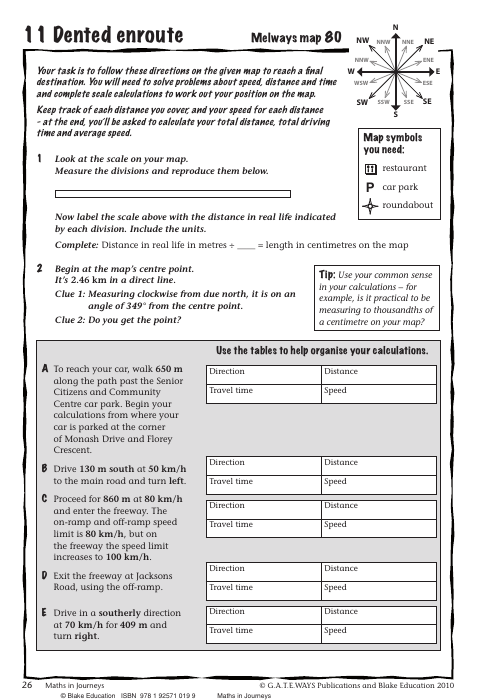 11 Dented enroute
Melways map 80
N
NNW NNE
NW NE
NNW ENE
W E
WSW ESE
SW SSW SSE SE
S
Your task is to follow these directions on the given map to reach a final
destination. You will need to solve problems about speed, distance and time
and complete scale calculations to work out your position on the map.
Keep track of each distance you cover, and your speed for each distance
- at the end, you'll be asked to calculate your total distance, total driving
time and average speed.
Map symbols
you need:
restaurant
P car park
roundabout
1 Look at the scale on your map.
Measure the divisions and reproduce them below.
Now label the scale above with the distance in real life indicated
by each division. Include the units.
Complete: Distance in real life in metres ÷ ____ = length in centimetres on the map
2 Begin at the map's centre point.
It's 2.46 km in a direct line.
Clue 1: Measuring clockwise from due north, it is on an
angle of 349° from the centre point.
Clue 2: Do you get the point?
Tip: Use your common sense
in your calculations – for
example, is it practical to be
measuring to thousandths of
a centimetre on your map?
Use the tables to help organise your calculations.
A To reach your car, walk 650 m
along the path past the Senior
Citizens and Community
Centre car park. Begin your
calculations from where your
car is parked at the corner
of Monash Drive and Florey
Crescent.
Direction Distance
Travel time Speed
B Drive 130 m south at 50 km/h
to the main road and turn left.
Direction Distance
Travel time Speed
C Proceed for 860 m at 80 km/h
and enter the freeway. The
on-ramp and off-ramp speed
limit is 80 km/h, but on
the freeway the speed limit
increases to 100 km/h.
Direction Distance
Travel time Speed
D Exit the freeway at Jacksons
Road, using the off-ramp.
Direction Distance
Travel time Speed
E Drive in a southerly direction
at 70 km/h for 409 m and
turn right.
Direction Distance
Travel time Speed
26 Maths in Journeys
© G.A.T.E.WAYS Publications and Blake Education 2010
© Blake Education ISBN 978 1 92571 019 9 Maths in Journeys